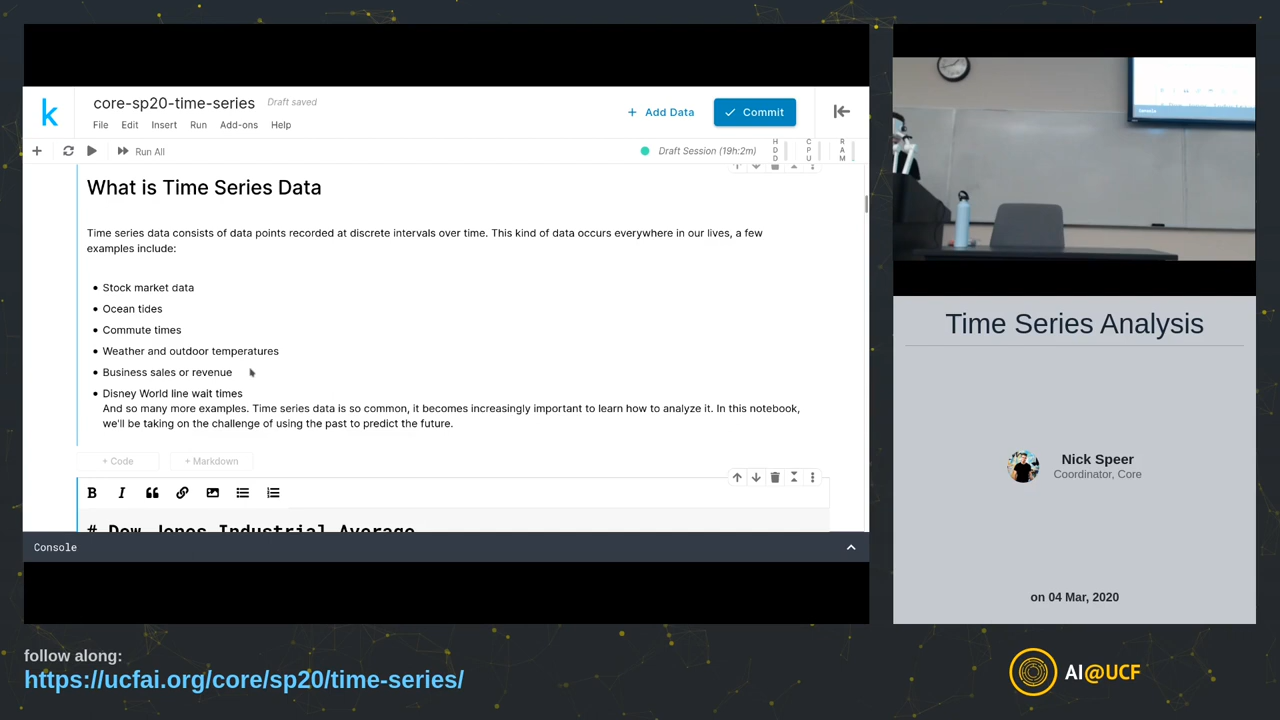 core-sp20-time-series Draft saved
File Edit Insert Run Add-ons Help
+ Add Data
Commit
Run All
Draft Session (19h:2m)
HDD
CPU
RAM
What is Time Series Data
Time series data consists of data points recorded at discrete intervals over time. This kind of data occurs everywhere in our lives, a few
examples include:
• Stock market data
• Ocean tides
• Commute times
• Weather and outdoor temperatures
• Business sales or revenue
• Disney World line wait times
And so many more examples. Time series data is so common, it becomes increasingly important to learn how to analyze it. In this notebook,
we'll be taking on the challenge of using the past to predict the future.
+ Code + Markdown
B I
# Dow Jones Industrial Average
Console
Time Series Analysis
Nick Speer
Coordinator, Core
on 04 Mar, 2020
follow along:
https://ucfai.org/core/sp20/time-series/
AI@UCF